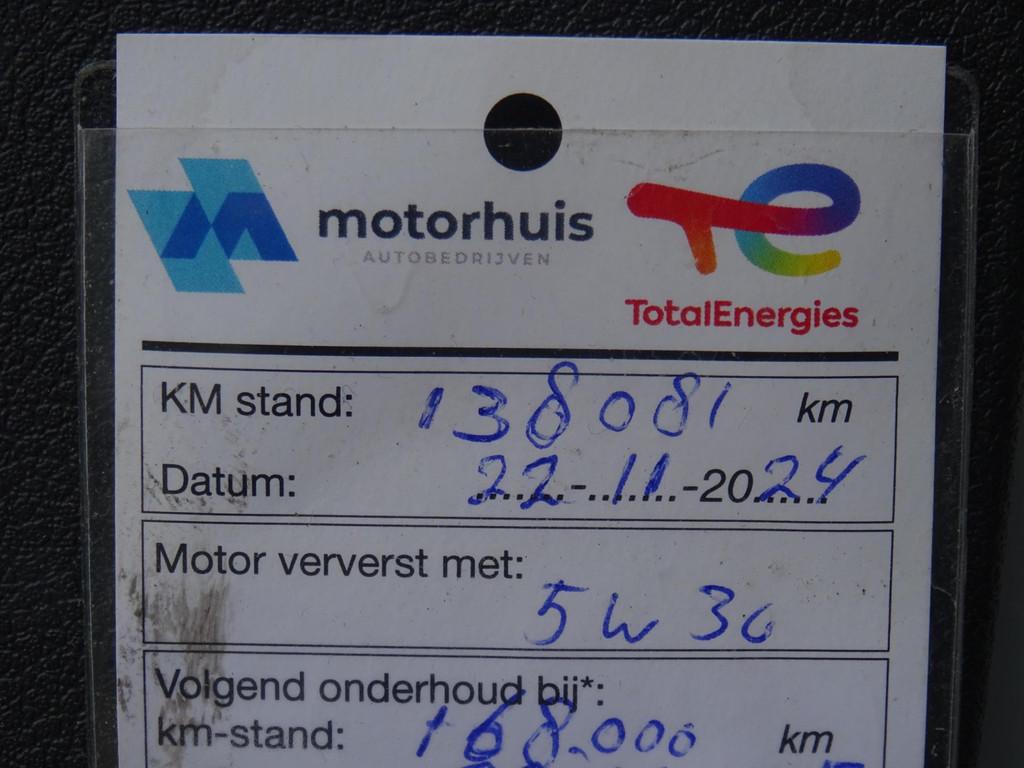 motorhuis
AUTOBEDRIJVEN
TotalEnergies
KM stand: 138081 km
Datum: 22-11-2024
Motor ververst met:
5w30
Volgend onderhoud bij*:
km-stand: 168.000 km